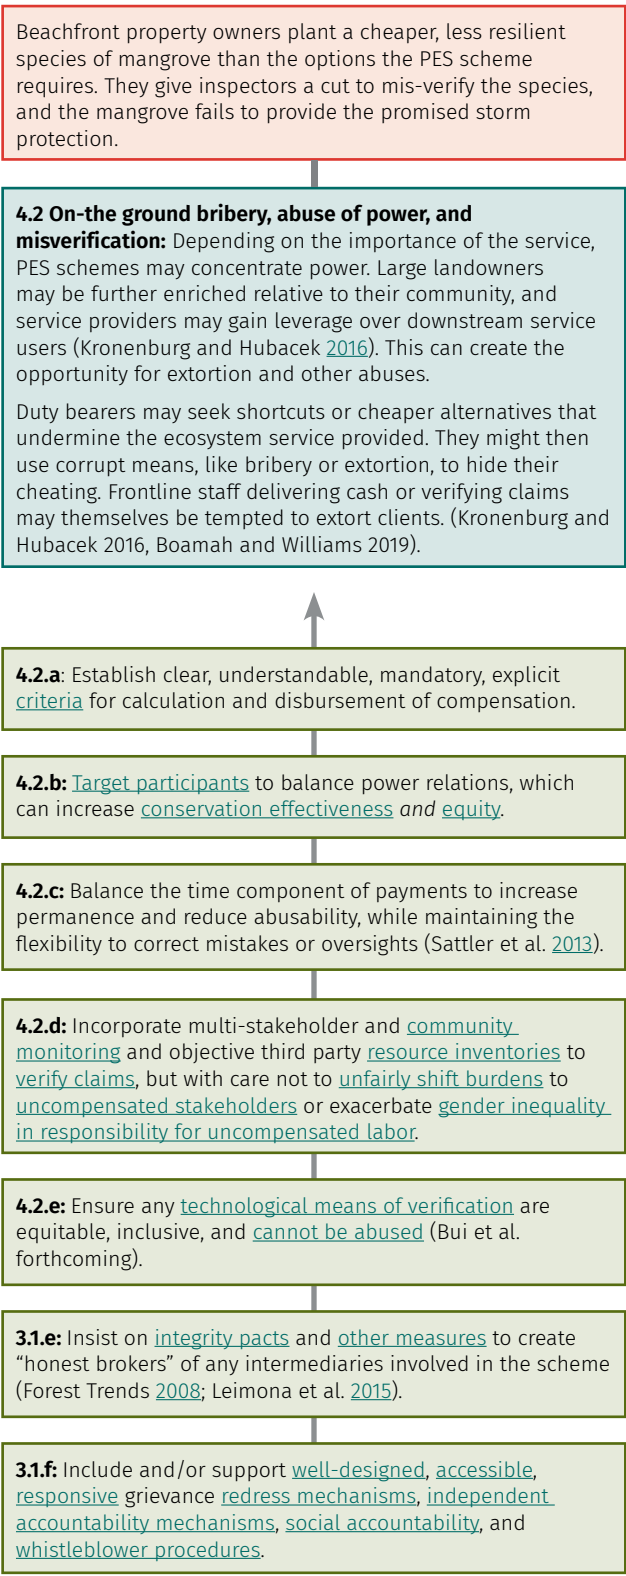 Beachfront property owners plant a cheaper, less resilient
species of mangrove than the options the PES scheme
requires. They give inspectors a cut to mis-verify the species,
and the mangrove fails to provide the promised storm
protection.
4.2 On-the ground bribery, abuse of power, and
misverification: Depending on the importance of the service,
PES schemes may concentrate power. Large landowners
may be further enriched relative to their community, and
service providers may gain leverage over downstream service
users (Kronenburg and Hubacek 2016). This can create the
opportunity for extortion and other abuses.
Duty bearers may seek shortcuts or cheaper alternatives that
undermine the ecosystem service provided. They might then
use corrupt means, like bribery or extortion, to hide their
cheating. Frontline staff delivering cash or verifying claims
may themselves be tempted to extort clients. (Kronenburg and
Hubacek 2016, Boamah and Williams 2019).
4.2.a: Establish clear, understandable, mandatory, explicit
criteria for calculation and disbursement of compensation.
4.2.b: Target participants to balance power relations, which
can increase conservation effectiveness and equity.
4.2.c: Balance the time component of payments to increase
permanence and reduce abusability, while maintaining the
flexibility to correct mistakes or oversights (Sattler et al. 2013).
4.2.d: Incorporate multi-stakeholder and community
monitoring and objective third party resource inventories to
verify claims, but with care not to unfairly shift burdens to
uncompensated stakeholders or exacerbate gender inequality
in responsibility for uncompensated labor.
4.2.e: Ensure any technological means of verification are
equitable, inclusive, and cannot be abused (Bui et al.
forthcoming).
3.1.e: Insist on integrity pacts and other measures to create
“honest brokers” of any intermediaries involved in the scheme
(Forest Trends 2008; Leimona et al. 2015).
3.1.f: Include and/or support well-designed, accessible,
responsive grievance redress mechanisms, independent
accountability mechanisms, social accountability, and
whistleblower procedures.